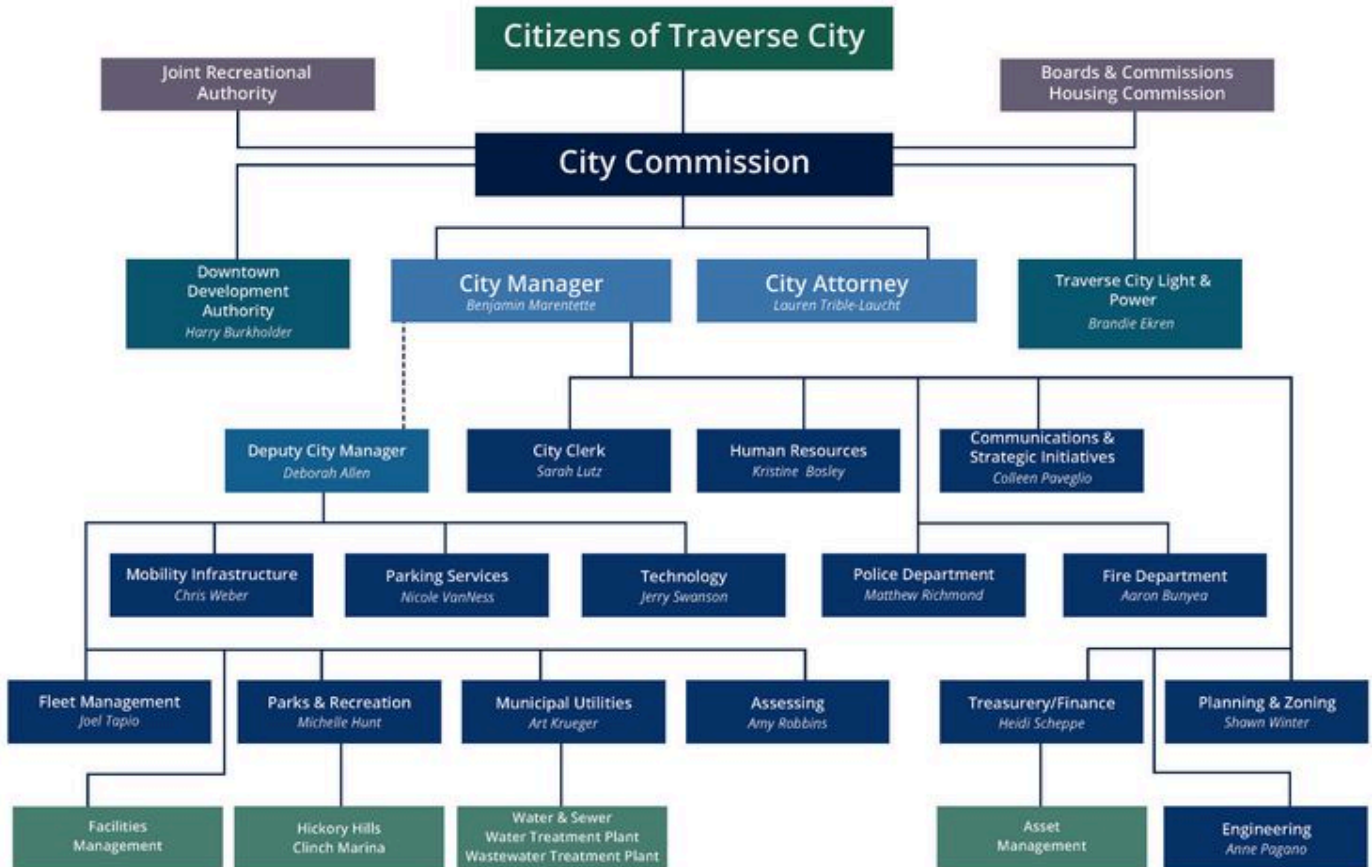 Citizens of Traverse City
Joint Recreational
Authority
Boards & Commissions
Housing Commission
City Commission
Downtown
Development
Authority
Harry Burkholder
City Manager
Benjamin Marentette
City Attorney
Lauren Trible-Laucht
Traverse City Light &
Power
Brandie Ekren
Deputy City Manager
Deborah Allen
City Clerk
Sarah Lutz
Human Resources
Kristine Bosley
Communications &
Strategic Initiatives
Colleen Paveglio
Mobility Infrastructure
Chris Weber
Parking Services
Nicole VanNess
Technology
Jerry Swanson
Police Department
Matthew Richmond
Fire Department
Aaron Bunyea
Fleet Management
Joel Tapio
Parks & Recreation
Michelle Hunt
Municipal Utilities
Art Krueger
Assessing
Amy Robbins
Treasurery/Finance
Heidi Scheppe
Planning & Zoning
Shawn Winter
Facilities
Management
Hickory Hills
Clinch Marina
Water & Sewer
Water Treatment Plant
Wastewater Treatment Plant
Asset
Management
Engineering
Anne Pagano